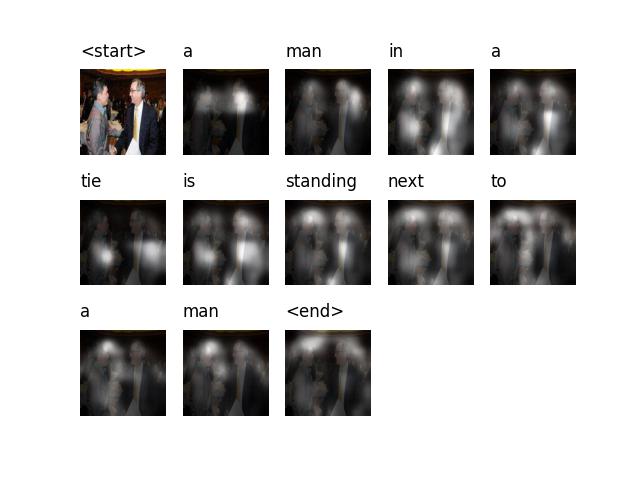 <start> a man in a
tie is standing next to
a man <end>